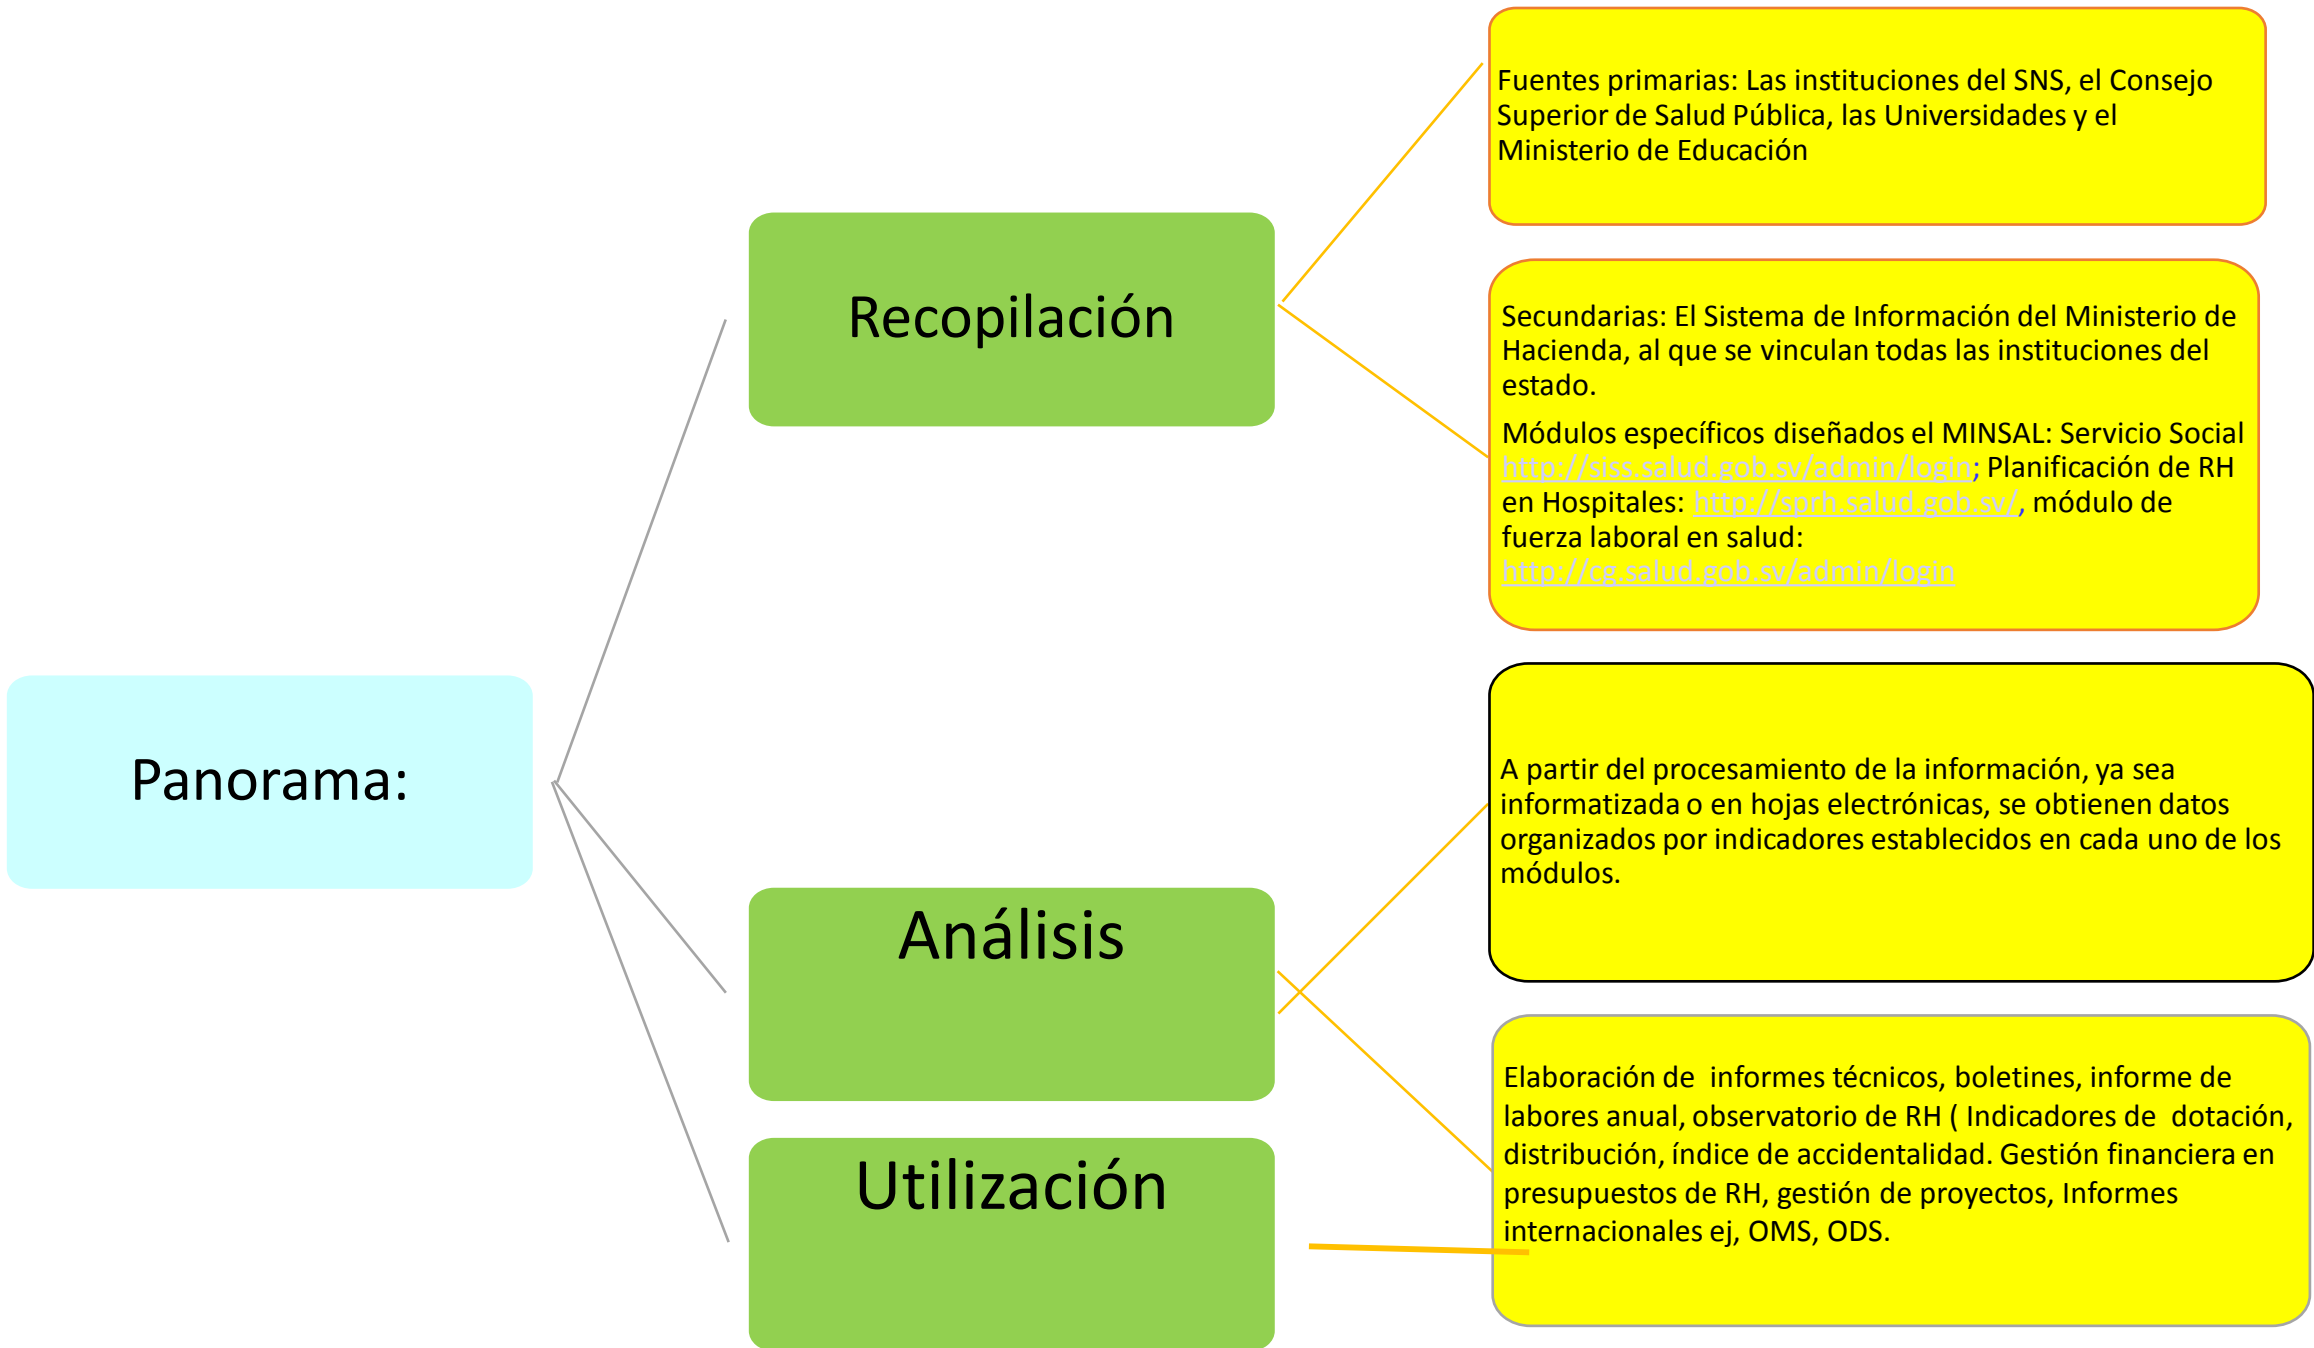 Panorama:
Recopilación
Fuentes primarias: Las instituciones del SNS, el Consejo
Superior de Salud Pública, las Universidades y el
Ministerio de Educación
Secundarias: El Sistema de Información del Ministerio de
Hacienda, al que se vinculan todas las instituciones del
estado.
Módulos específicos diseñados el MINSAL: Servicio Social
http://siss.salud.gob.sv/admin/login; Planificación de RH
en Hospitales: http://sprh.salud.gob.sv/, módulo de
fuerza laboral en salud:
http://cg.salud.gob.sv/admin/login
Análisis
A partir del procesamiento de la información, ya sea
informatizada o en hojas electrónicas, se obtienen datos
organizados por indicadores establecidos en cada uno de los
módulos.
Utilización
Elaboración de  informes técnicos, boletines, informe de
labores anual, observatorio de RH ( Indicadores de  dotación,
distribución, índice de accidentalidad. Gestión financiera en
presupuestos de RH, gestión de proyectos, Informes
internacionales ej, OMS, ODS.